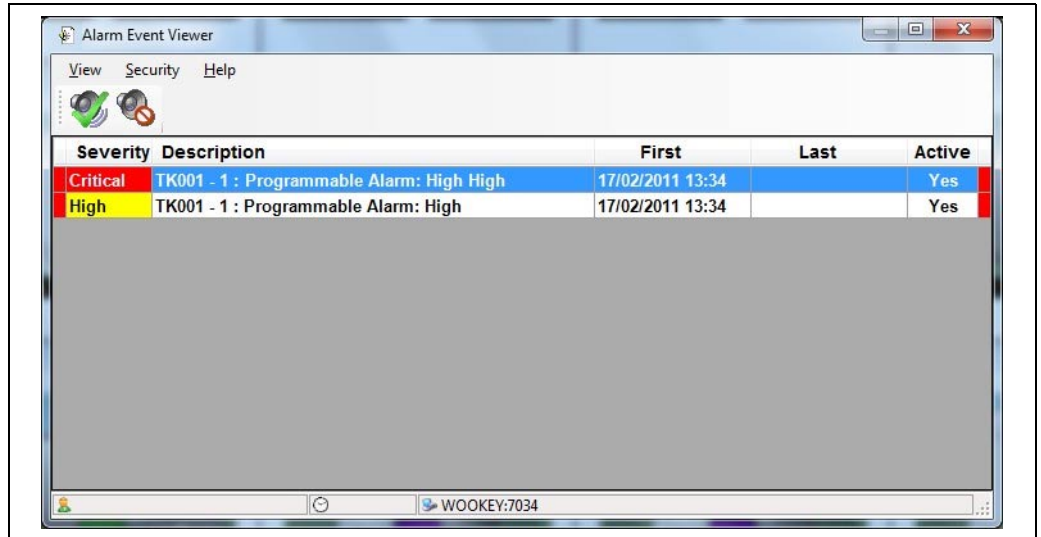 Alarm Event Viewer
View Security Help
Severity Description First Last Active
Critical TK001 - 1 : Programmable Alarm: High High 17/02/2011 13:34 Yes
High TK001 - 1 : Programmable Alarm: High 17/02/2011 13:34 Yes
WOOKEY:7034